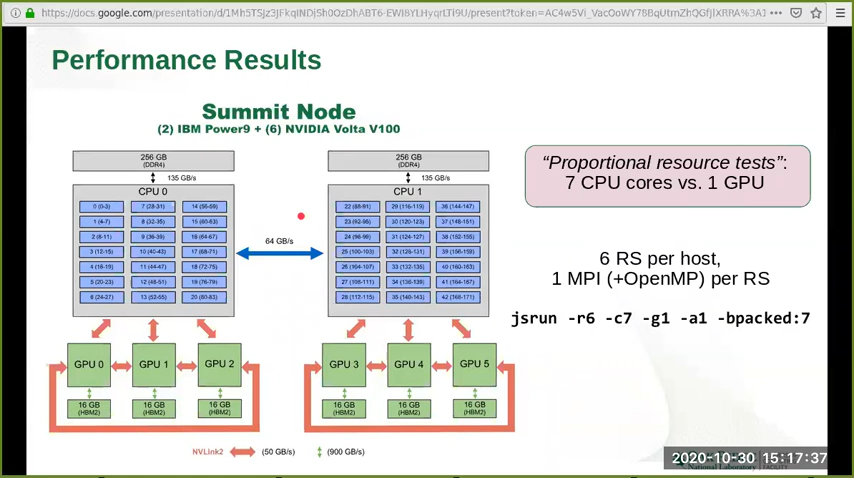 Performance Results
Summit Node
(2) IBM Power9 + (6) NVIDIA Volta V100
256 GB
(DDR4)
135 GB/s
CPU 0
0 (0-3) 7 (28-31) 14 (56-59)
1 (4-7) 8 (32-35) 15 (60-63)
2 (8-11) 9 (36-39) 16 (64-67)
3 (12-15) 10 (40-43) 17 (68-71)
4 (16-19) 11 (44-47) 18 (72-75)
5 (20-23) 12 (48-51) 19 (76-79)
6 (24-27) 13 (52-55) 20 (80-83)
64 GB/s
256 GB
(DDR4)
135 GB/s
CPU 1
22 (88-91) 29 (116-119) 36 (144-147)
23 (92-95) 30 (120-123) 37 (148-151)
24 (96-99) 31 (124-127) 38 (152-155)
25 (100-103) 32 (128-131) 39 (156-159)
26 (104-107) 33 (132-135) 40 (160-163)
27 (108-111) 34 (136-139) 41 (164-167)
28 (112-115) 35 (140-143) 42 (168-171)
GPU 0 GPU 1 GPU 2 GPU 3 GPU 4 GPU 5
16 GB 16 GB 16 GB 16 GB 16 GB 16 GB
(HBM2) (HBM2) (HBM2) (HBM2) (HBM2) (HBM2)
NVLink2 (50 GB/s) (900 GB/s)
“Proportional resource tests”:
7 CPU cores vs. 1 GPU
6 RS per host,
1 MPI (+OpenMP) per RS
jsrun -r6 -c7 -g1 -a1 -bpacked:7
2020-10-30 15:17:37
National Laboratory FACILITY